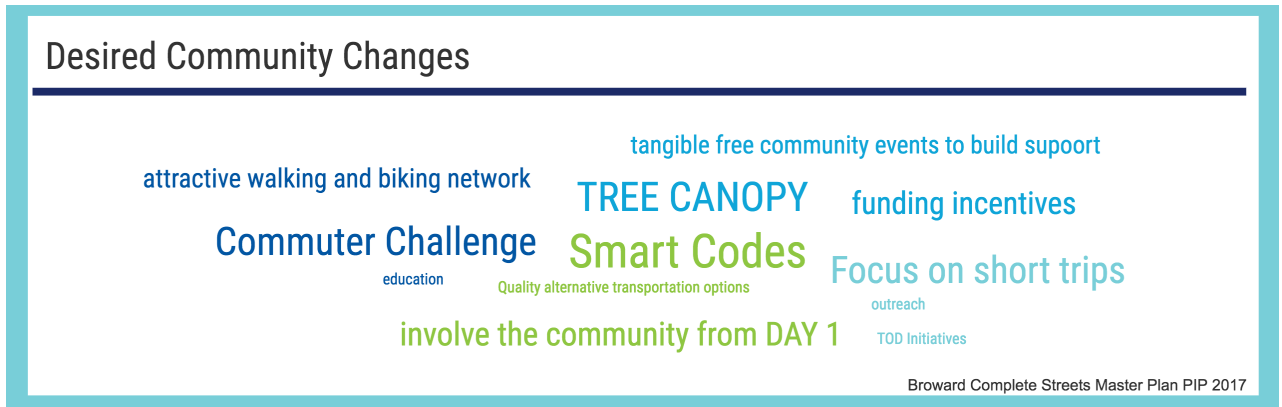 Desired Community Changes
tangible free community events to build supoort
attractive walking and biking network
TREE CANOPY
funding incentives
Commuter Challenge
Smart Codes
Focus on short trips
education
Quality alternative transportation options
outreach
involve the community from DAY 1
TOD Initiatives
Broward Complete Streets Master Plan PIP 2017